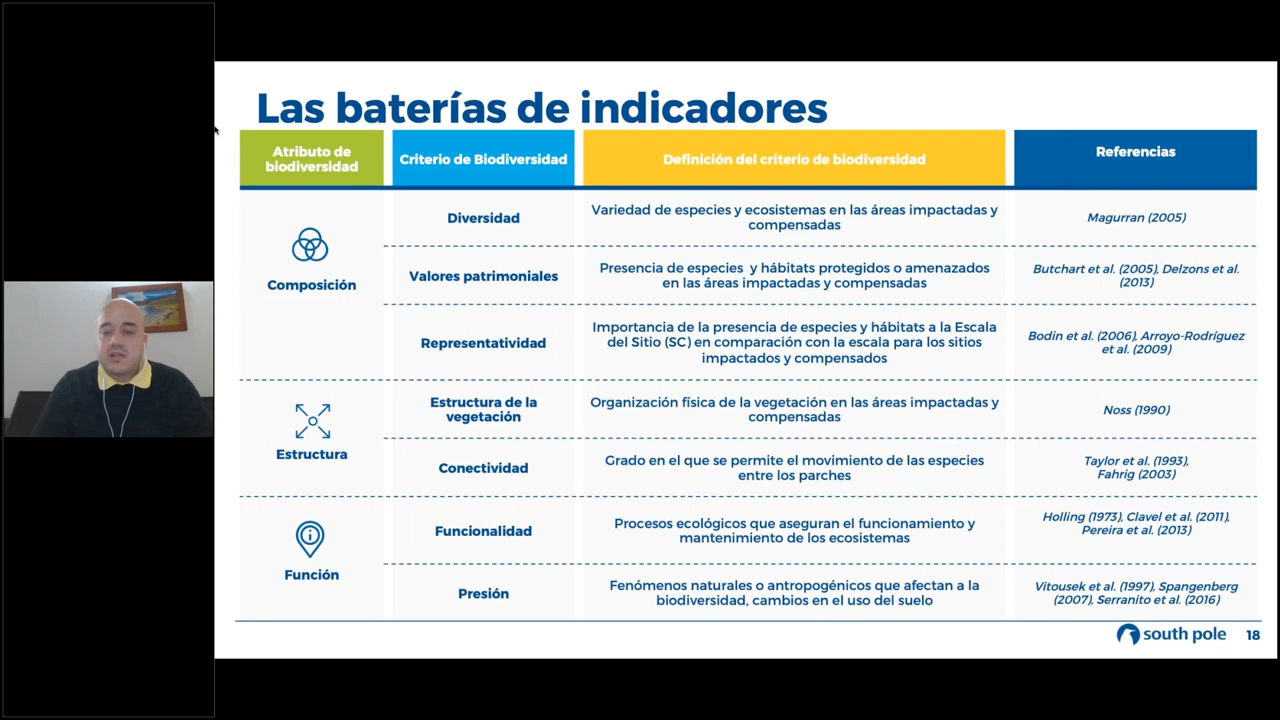 Las baterías de indicadores
Atributo de
biodiversidad
Criterio de Biodiversidad
Definición del criterio de biodiversidad
Referencias
Composición
Diversidad
Variedad de especies y ecosistemas en las áreas impactadas y
compensadas
Magurran (2005)
Valores patrimoniales
Presencia de especies y hábitats protegidos o amenazados
en las áreas impactadas y compensadas
Butchart et al. (2005), Delzons et al.
(2013)
Representatividad
Importancia de la presencia de especies y hábitats a la Escala
del Sitio (SC) en comparación con la escala para los sitios
impactados y compensados
Bodin et al. (2006), Arroyo-Rodríguez
et al. (2009)
Estructura
Estructura de la
vegetación
Organización física de la vegetación en las áreas impactadas y
compensadas
Noss (1990)
Conectividad
Grado en el que se permite el movimiento de las especies
entre los parches
Taylor et al. (1993),
Fahrig (2003)
Función
Funcionalidad
Procesos ecológicos que aseguran el funcionamiento y
mantenimiento de los ecosistemas
Holling (1973), Clavel et al. (2011),
Pereira et al. (2013)
Presión
Fenómenos naturales o antropogénicos que afectan a la
biodiversidad, cambios en el uso del suelo
Vitousek et al. (1997), Spangenberg
(2007), Serranito et al. (2016)
south pole
18